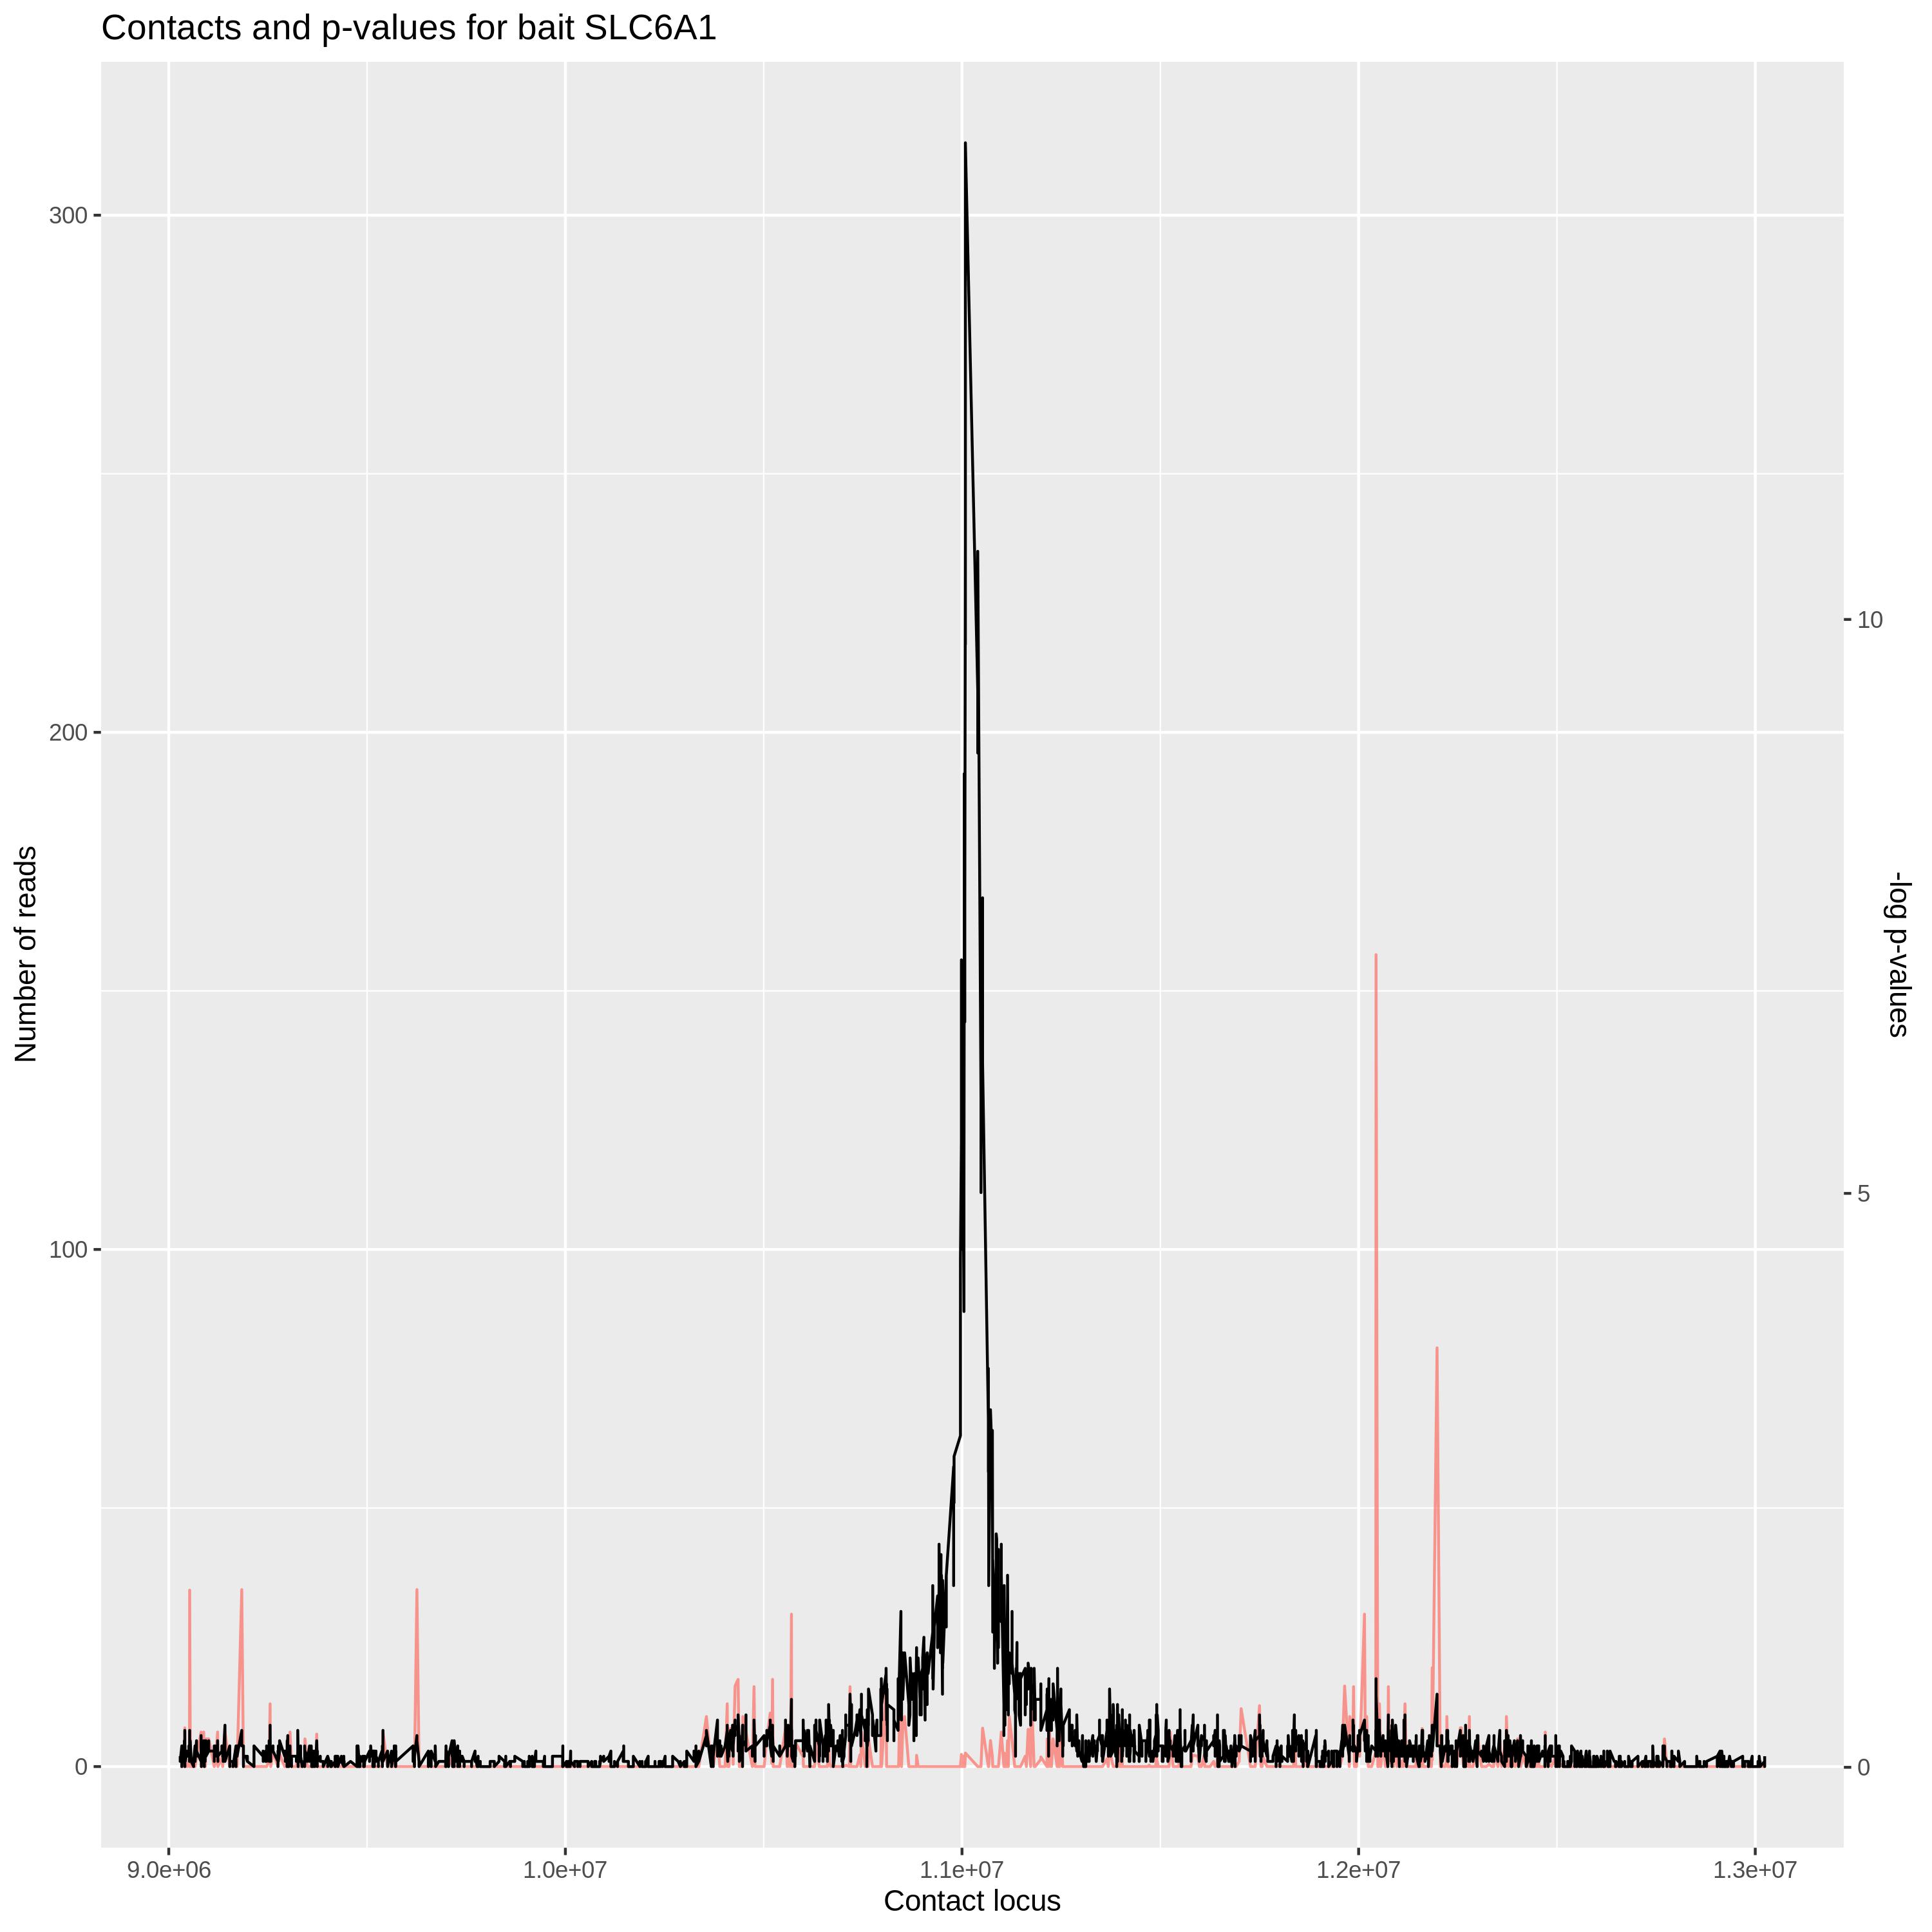 Contacts and p-values for bait SLC6A1
300
200
100
0
Number of reads
10
5
0
-log p-values
9.0e+06
1.0e+07
1.1e+07
1.2e+07
1.3e+07
Contact locus